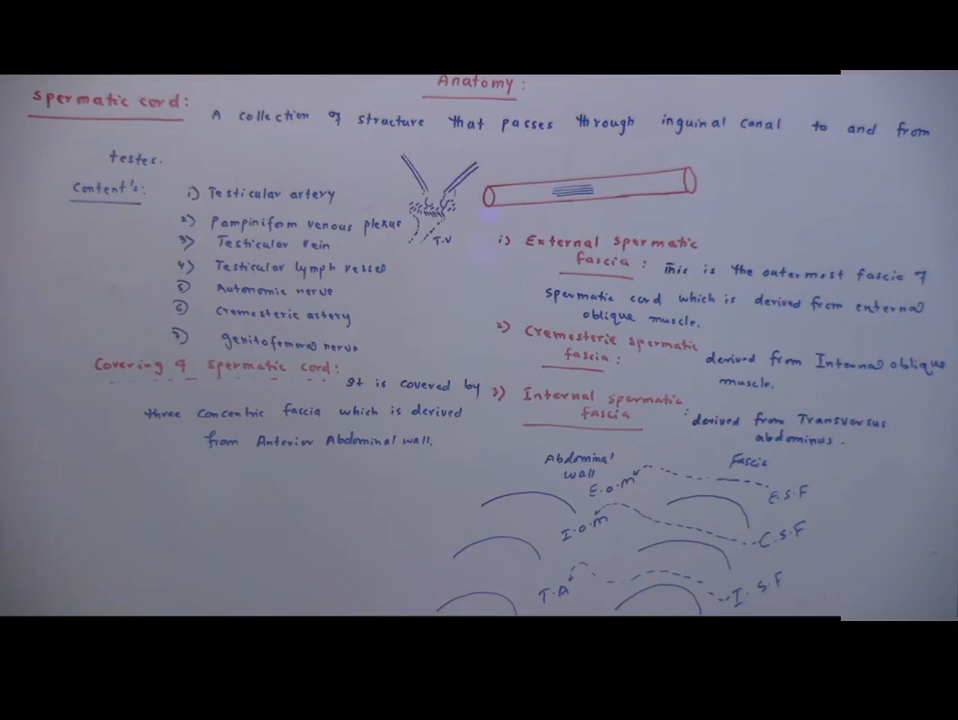 Anatomy:
Spermatic cord:
A collection of structure that passes through inguinal canal to and from
testes.
Content's:
1) Testicular artery
2) Pampiniform venous plexus
3) Testicular vein
4) Testicular lymph vessel
5) Autonomic nerve
6) Cremesteric artery
7) genitofemoral nerve
T.V
Covering of spermatic cord:
It is covered by
three concentric fascia which is derived
from Anterior Abdominal wall.
1) External spermatic
fascia : This is the outermost fascia of
spermatic cord which is derived from external
oblique muscle.
2) Cremesteric spermatic
fascia : derived from Internal oblique
muscle.
3) Internal spermatic
fascia : derived from Transversus
abdominus.
Abdominal
wall
Fascia
E.O.M
E.S.F
I.O.M
C.S.F
T.A
I.S.F